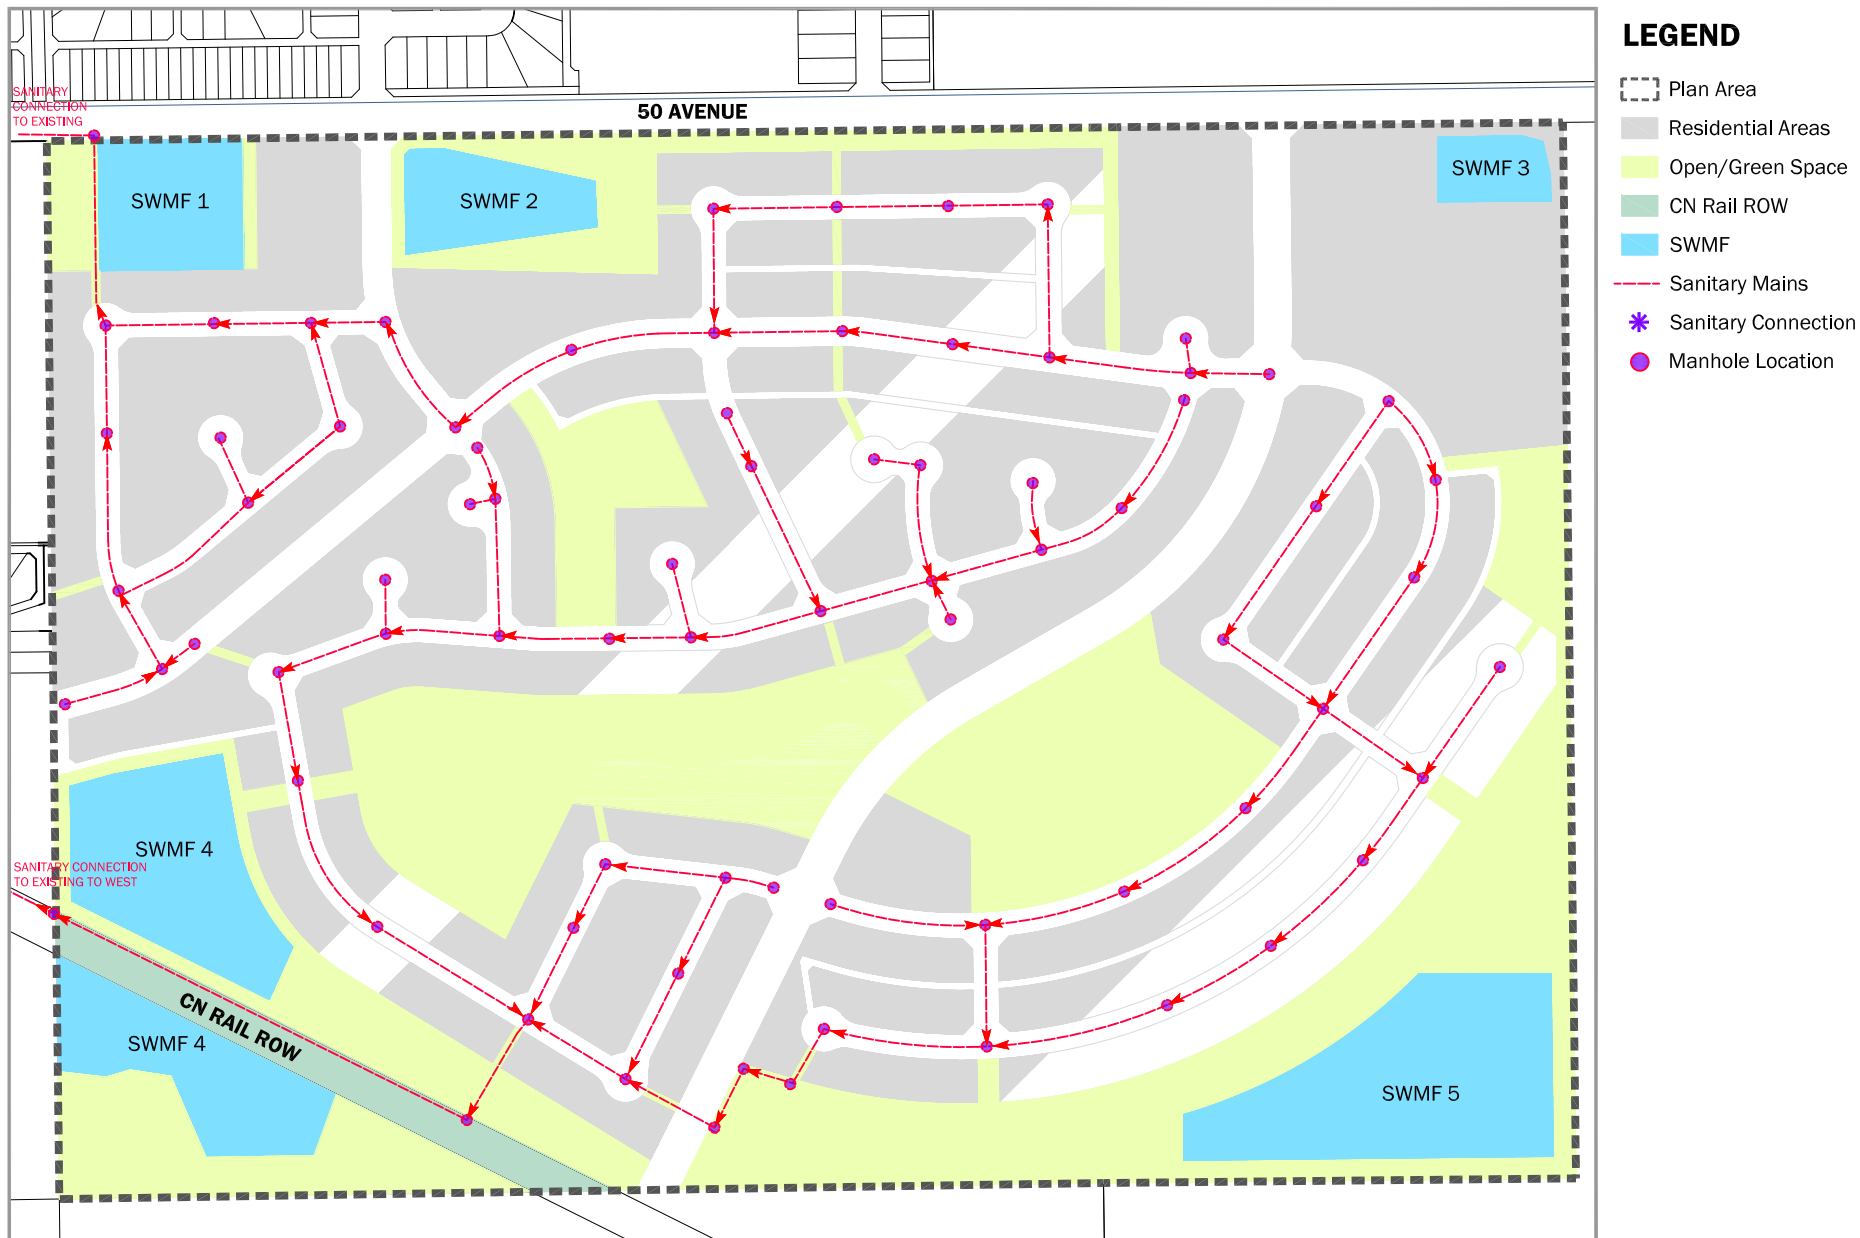 SANITARY
CONNECTION
TO EXISTING
50 AVENUE
SWMF 1
SWMF 2
SWMF 3
SWMF 4
SANITARY CONNECTION
TO EXISTING TO WEST
CN RAIL ROW
SWMF 4
SWMF 5
LEGEND
Plan Area
Residential Areas
Open/Green Space
CN Rail ROW
SWMF
Sanitary Mains
Sanitary Connection
Manhole Location